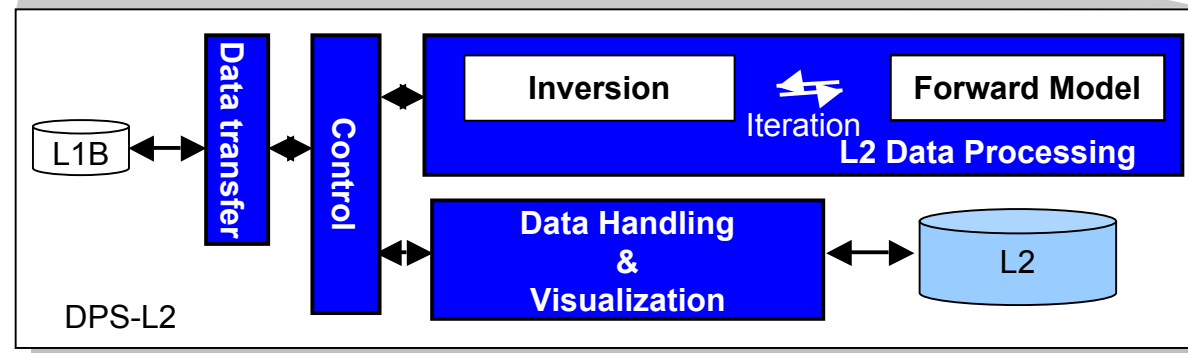 L1B
Data transfer
Control
Inversion
Iteration
Forward Model
L2 Data Processing
Data Handling
&
Visualization
L2
DPS-L2